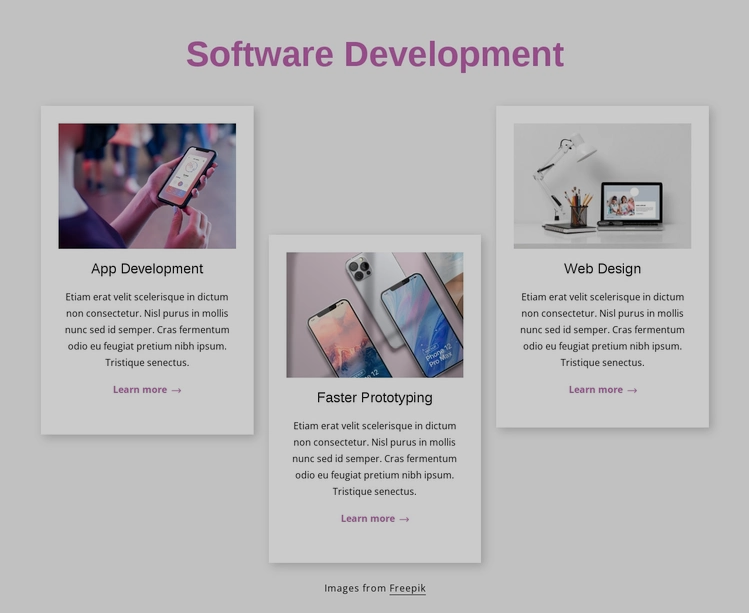 Software Development
App Development
Etiam erat velit scelerisque in dictum
non consectetur. Nisl purus in mollis
nunc sed id semper. Cras fermentum
odio eu feugiat pretium nibh ipsum.
Tristique senectus.
Learn more →
iPhone 12
Pro Max
Faster Prototyping
Etiam erat velit scelerisque in dictum
non consectetur. Nisl purus in mollis
nunc sed id semper. Cras fermentum
odio eu feugiat pretium nibh ipsum.
Tristique senectus.
Learn more →
Web Design
Etiam erat velit scelerisque in dictum
non consectetur. Nisl purus in mollis
nunc sed id semper. Cras fermentum
odio eu feugiat pretium nibh ipsum.
Tristique senectus.
Learn more →
Images from Freepik